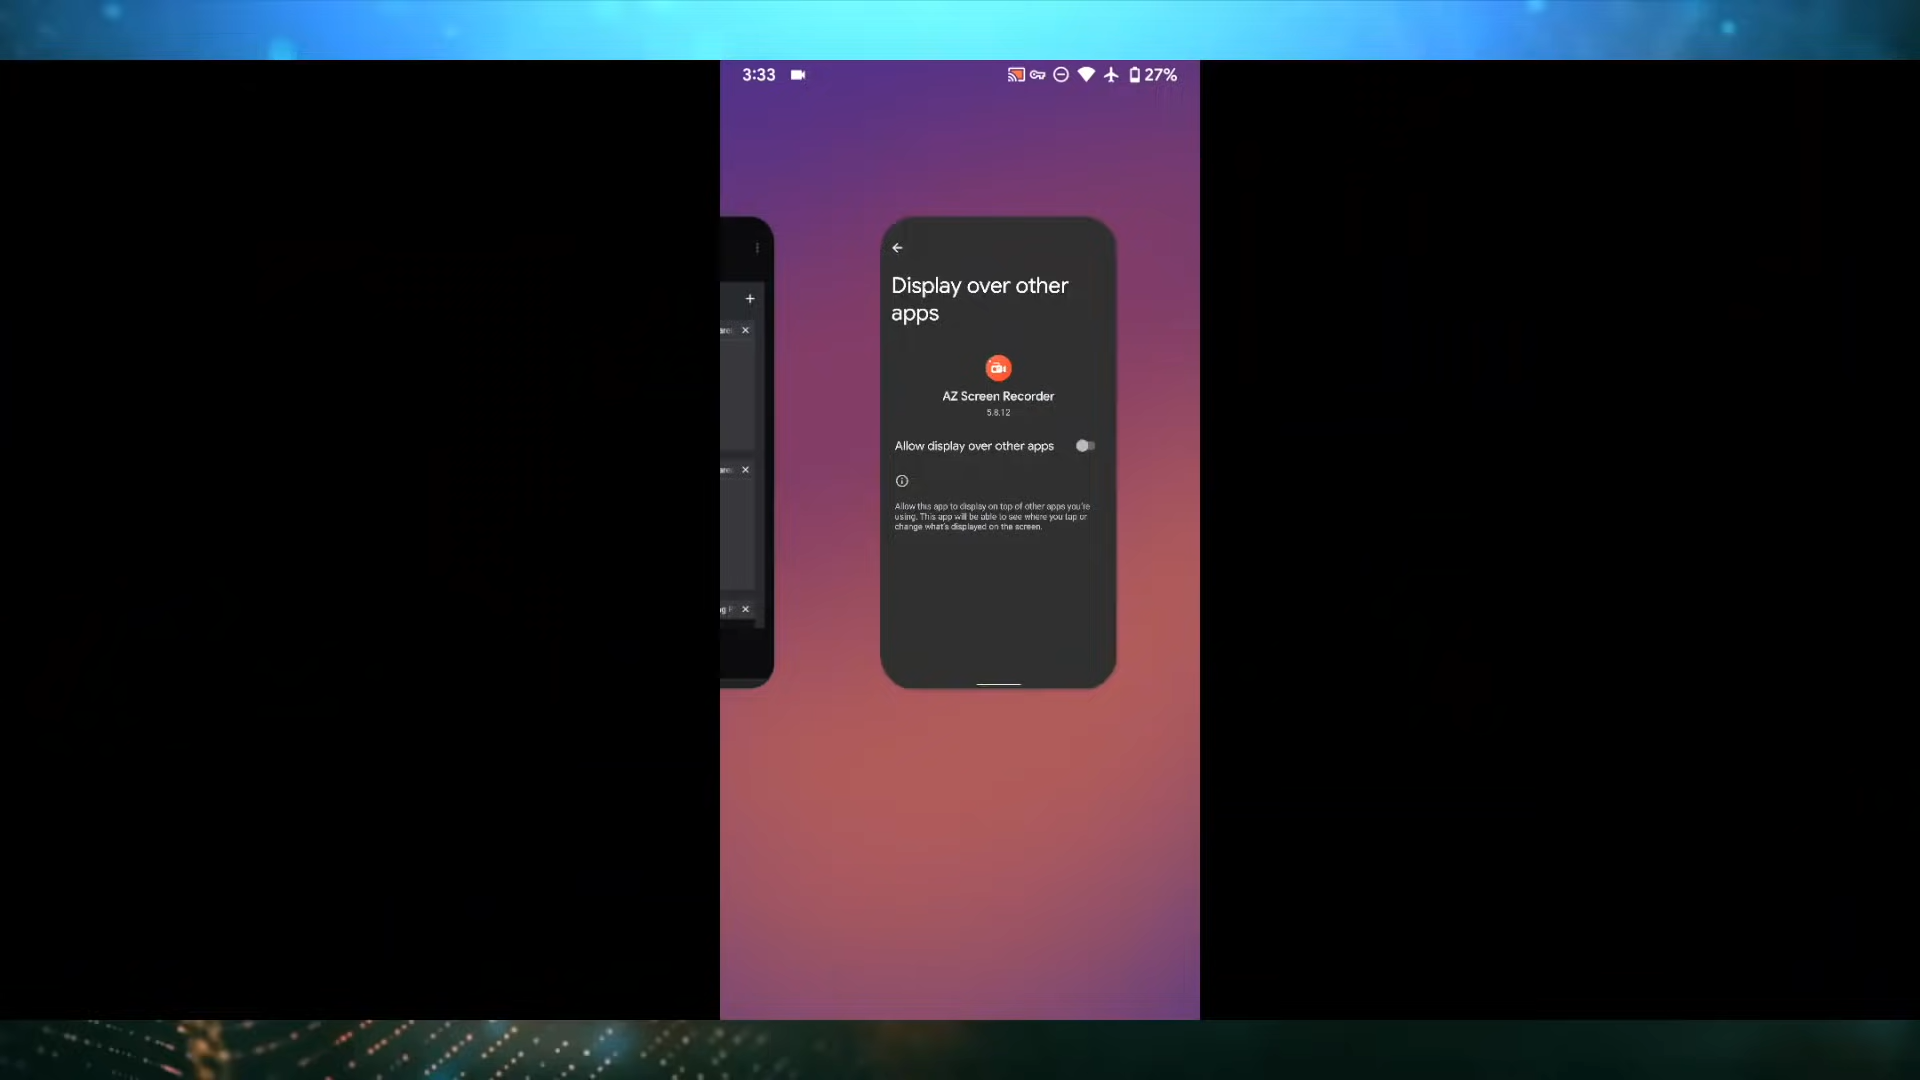 3:33
27%
Display over other
apps
AZ Screen Recorder
5.8.12
Allow display over other apps
Allow this app to display on top of other apps you're
using. This app will be able to see where you tap or
change what's displayed on the screen.